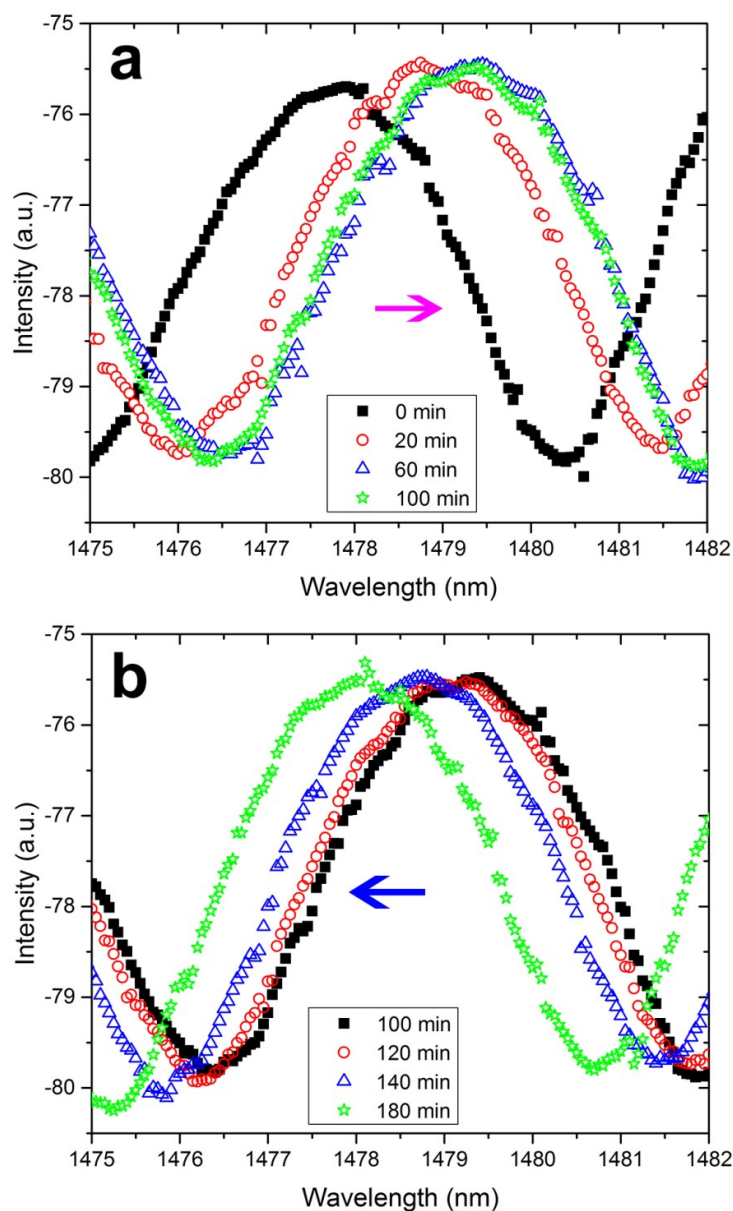 a
-75
-76
-77
-78
-79
-80
Intensity (a.u.)
0 min
20 min
60 min
100 min
1475 1476 1477 1478 1479 1480 1481 1482
Wavelength (nm)
b
-75
-76
-77
-78
-79
-80
Intensity (a.u.)
100 min
120 min
140 min
180 min
1475 1476 1477 1478 1479 1480 1481 1482
Wavelength (nm)